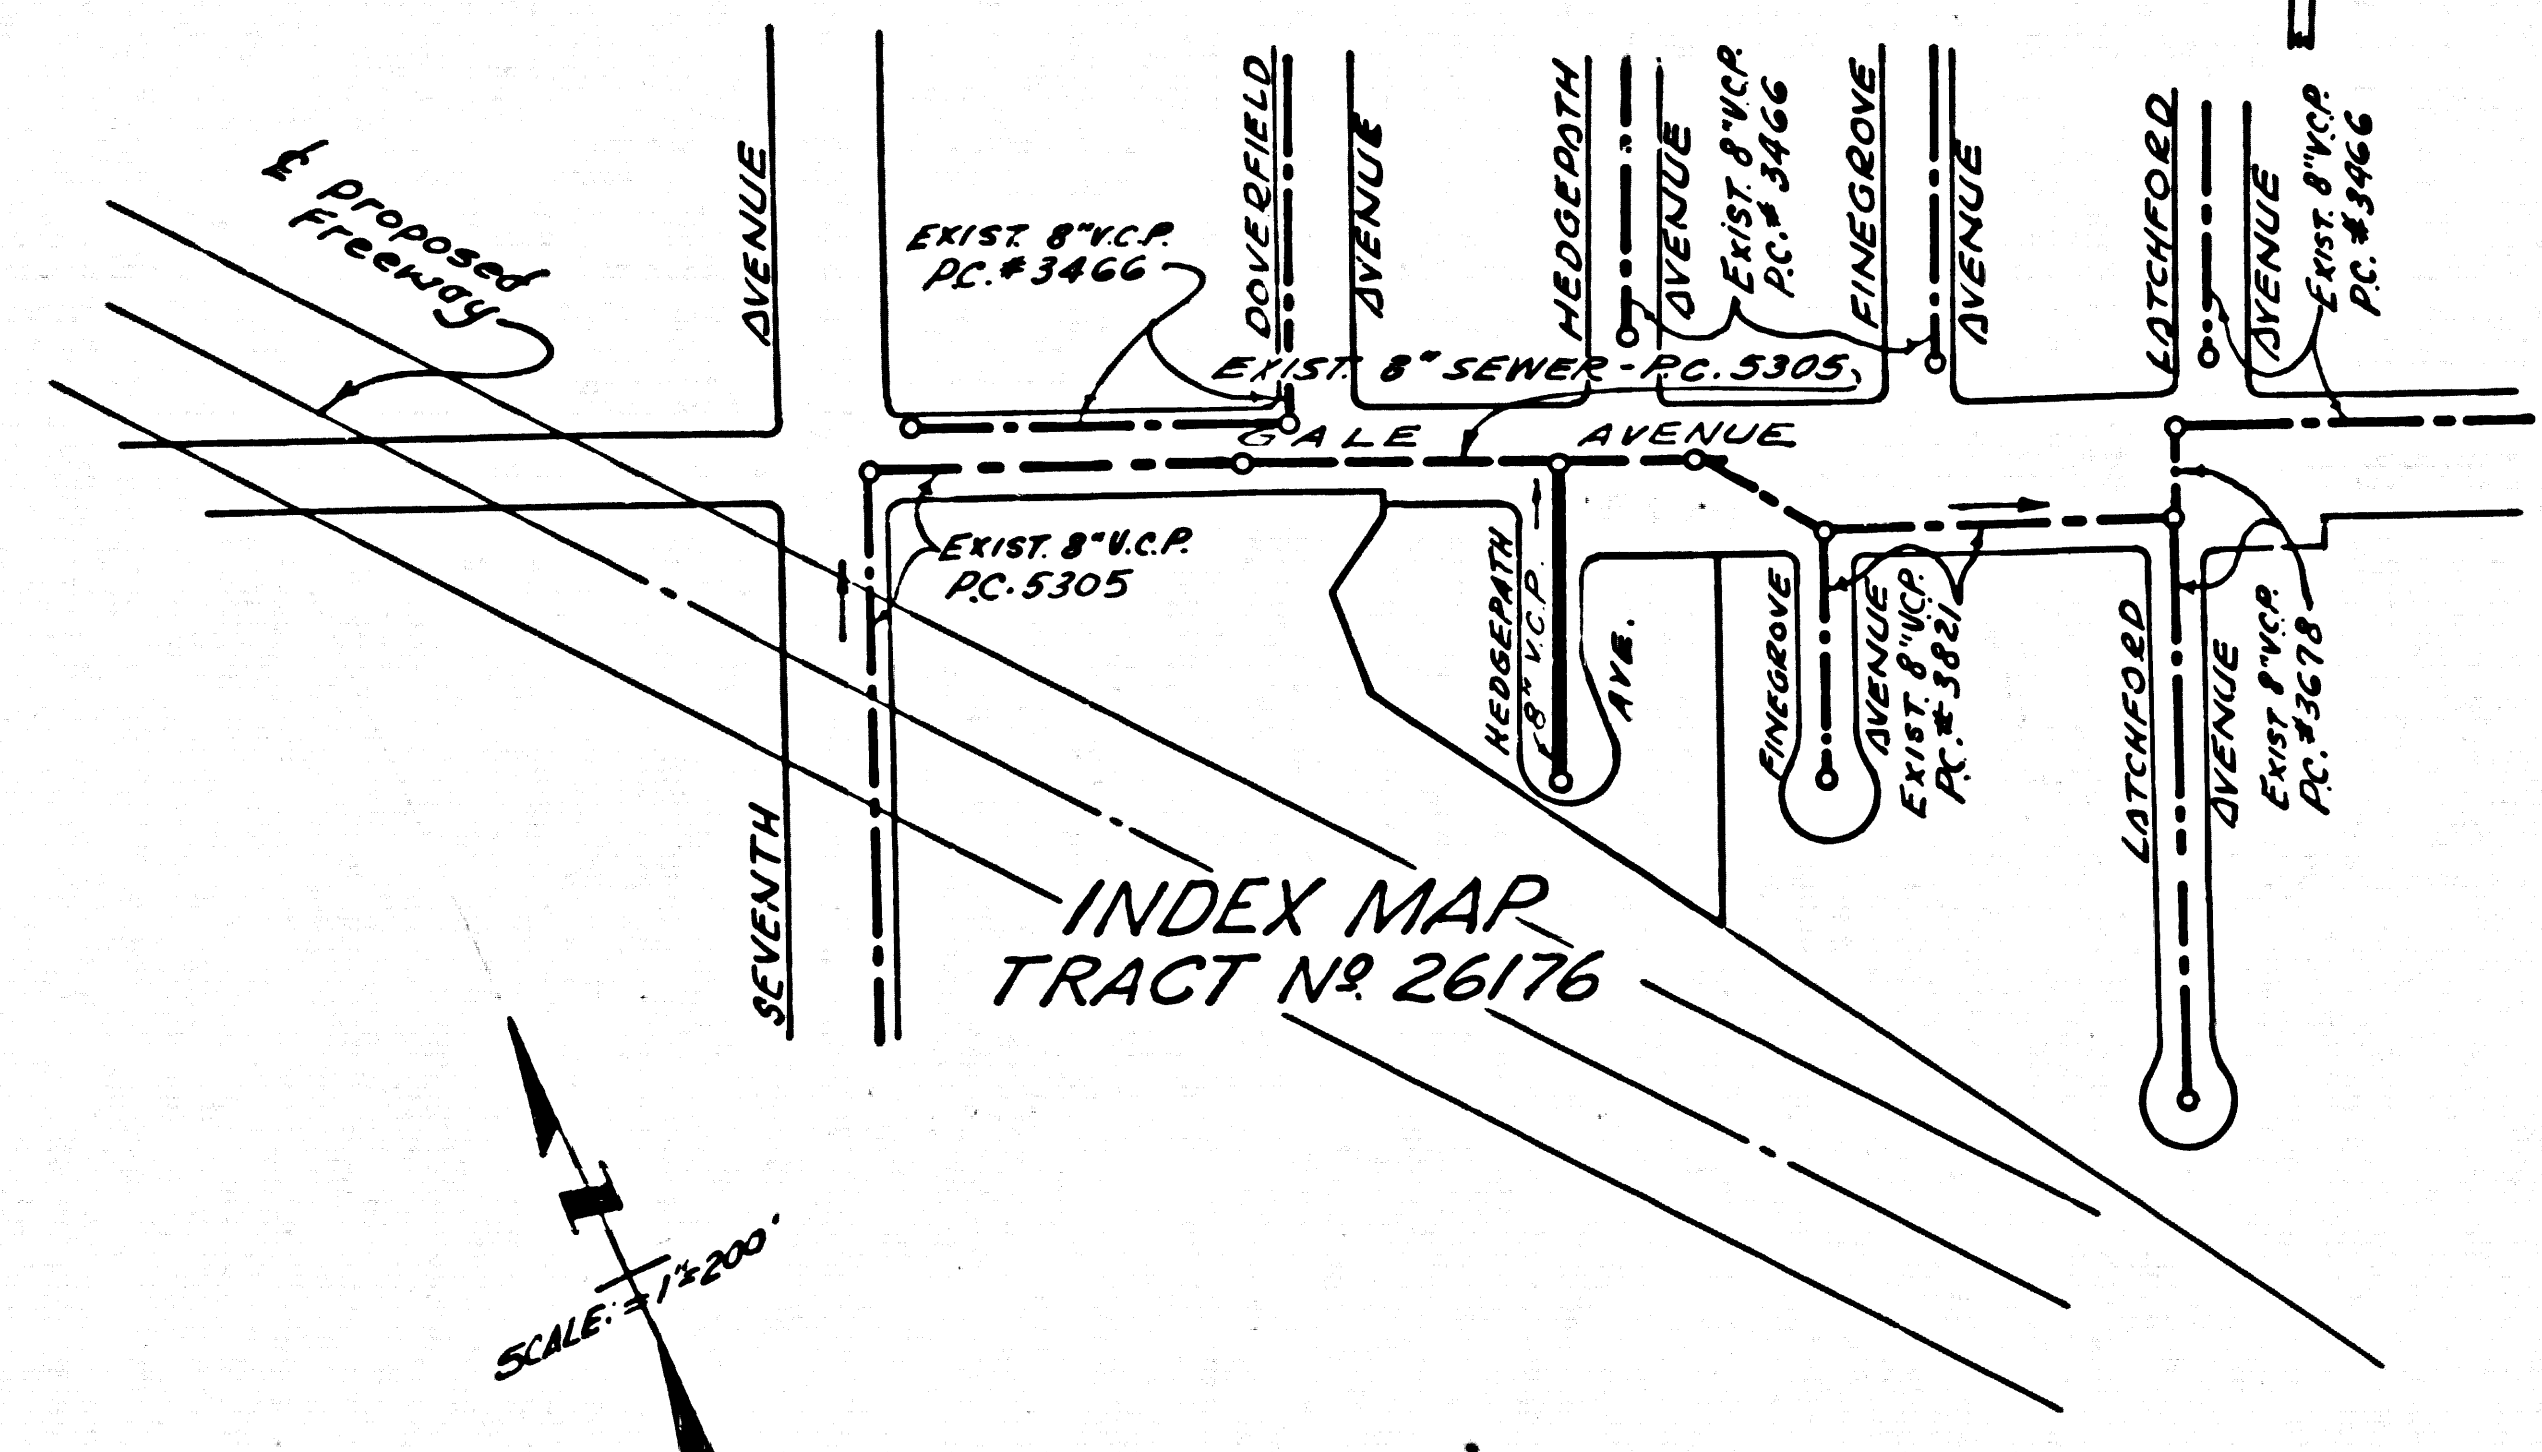 ℄ proposed
Freeway
AVENUE
SEVENTH
EXIST. 8" V.C.P.
P.C. # 3466
DOVERFIELD
AVENUE
HEDGEPATH
AVENUE
EXIST. 8" V.C.P.
P.C. # 3466
FINEGROVE
AVENUE
LATCHFORD
AVENUE
EXIST. 8" V.C.P.
P.C. # 3466
EXIST. 8" SEWER - P.C. 5305
GALE AVENUE
EXIST. 8" V.C.P.
P.C. 5305
HEDGEPATH
8" V.C.P.
AVE.
FINEGROVE
AVENUE
EXIST. 8" V.C.P.
P.C. # 3821
LATCHFORD
AVENUE
EXIST 8" V.C.P.
P.C. # 3678
INDEX MAP
TRACT Nº 26176
SCALE: = 1"=200'